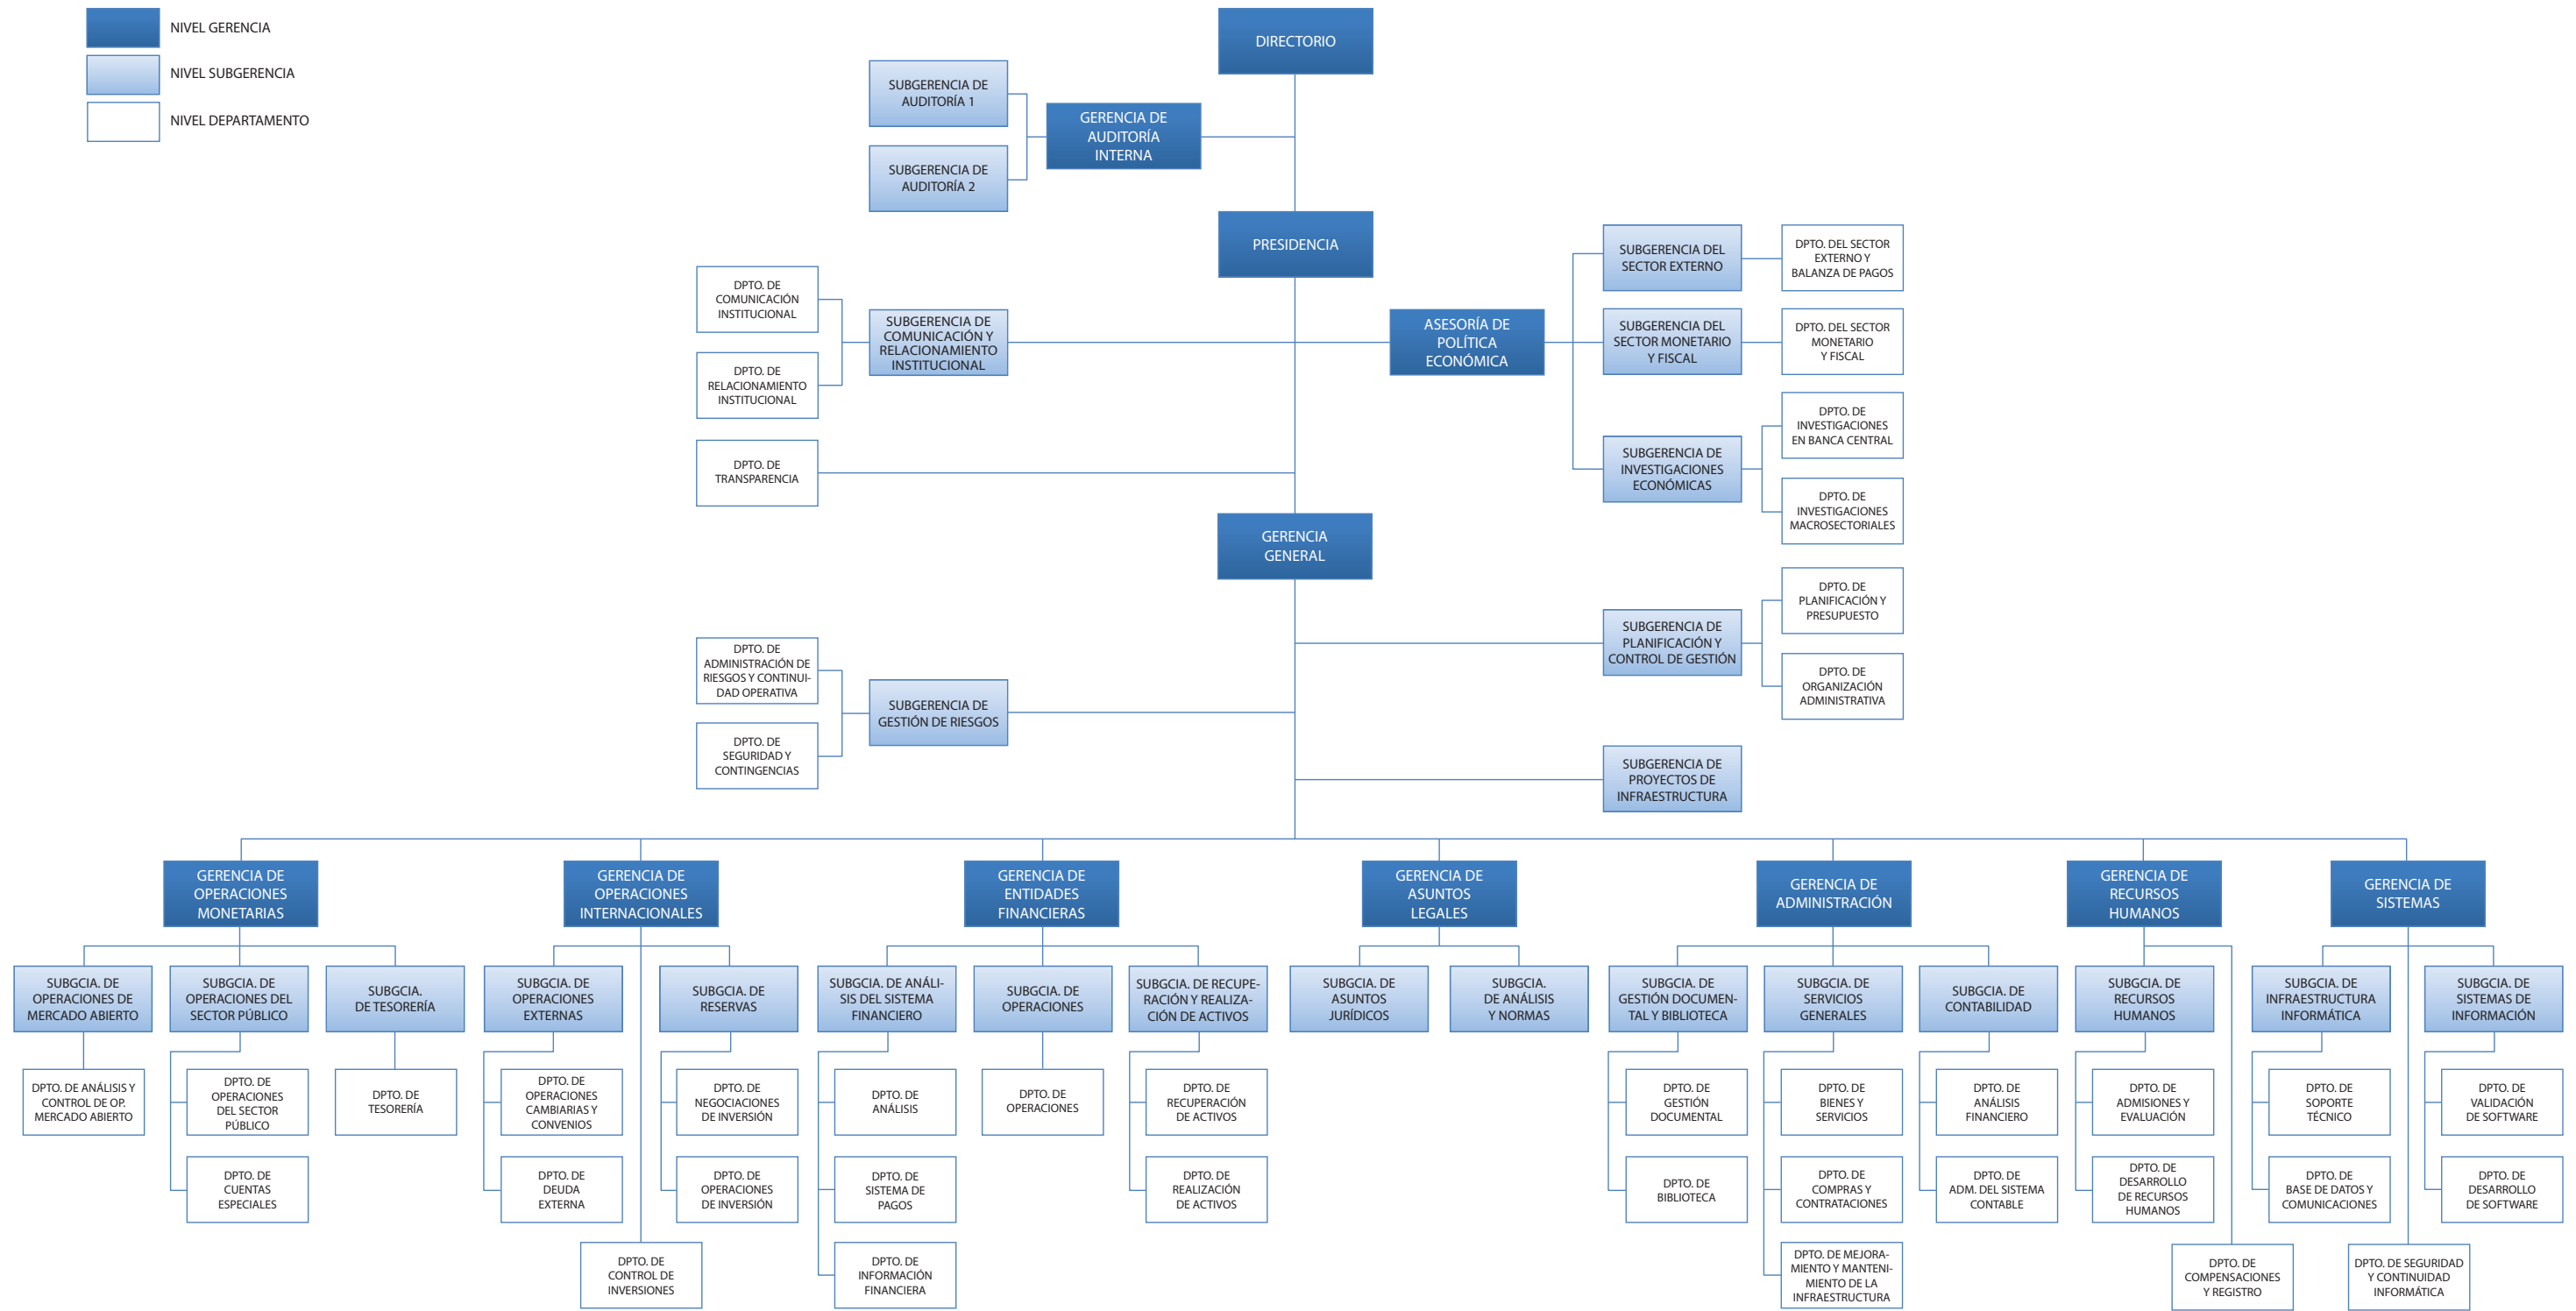 NIVEL GERENCIA
NIVEL SUBGERENCIA
NIVEL DEPARTAMENTO
DIRECTORIO
SUBGERENCIA DE
AUDITORÍA 1
GERENCIA DE
AUDITORÍA
INTERNA
SUBGERENCIA DE
AUDITORÍA 2
PRESIDENCIA
DPTO. DE
COMUNICACIÓN
INSTITUCIONAL
SUBGERENCIA DE
COMUNICACIÓN Y
RELACIONAMIENTO
INSTITUCIONAL
DPTO. DE
RELACIONAMIENTO
INSTITUCIONAL
DPTO. DE
TRANSPARENCIA
ASESORÍA DE
POLÍTICA
ECONÓMICA
SUBGERENCIA DEL
SECTOR EXTERNO
DPTO. DEL SECTOR
EXTERNO Y
BALANZA DE PAGOS
SUBGERENCIA DEL
SECTOR MONETARIO
Y FISCAL
DPTO. DEL SECTOR
MONETARIO
Y FISCAL
SUBGERENCIA DE
INVESTIGACIONES
ECONÓMICAS
DPTO. DE
INVESTIGACIONES
EN BANCA CENTRAL
DPTO. DE
INVESTIGACIONES
MACROSECTORIALES
GERENCIA
GENERAL
SUBGERENCIA DE
PLANIFICACIÓN Y
CONTROL DE GESTIÓN
DPTO. DE
PLANIFICACIÓN Y
PRESUPUESTO
DPTO. DE
ORGANIZACIÓN
ADMINISTRATIVA
DPTO. DE
ADMINISTRACIÓN DE
RIESGOS Y CONTINUI-
DAD OPERATIVA
SUBGERENCIA DE
GESTIÓN DE RIESGOS
DPTO. DE
SEGURIDAD Y
CONTINGENCIAS
SUBGERENCIA DE
PROYECTOS DE
INFRAESTRUCTURA
GERENCIA DE
OPERACIONES
MONETARIAS
GERENCIA DE
OPERACIONES
INTERNACIONALES
GERENCIA DE
ENTIDADES
FINANCIERAS
GERENCIA DE
ASUNTOS
LEGALES
GERENCIA DE
ADMINISTRACIÓN
GERENCIA DE
RECURSOS
HUMANOS
GERENCIA DE
SISTEMAS
SUBGCIA. DE
OPERACIONES DE
MERCADO ABIERTO
SUBGCIA. DE
OPERACIONES DEL
SECTOR PÚBLICO
SUBGCIA.
DE TESORERÍA
SUBGCIA. DE
OPERACIONES
EXTERNAS
SUBGCIA. DE
RESERVAS
SUBGCIA. DE ANÁLI-
SIS DEL SISTEMA
FINANCIERO
SUBGCIA. DE
OPERACIONES
SUBGCIA. DE RECUPE-
RACIÓN Y REALIZA-
CIÓN DE ACTIVOS
SUBGCIA. DE
ASUNTOS
JURÍDICOS
SUBGCIA.
DE ANÁLISIS
Y NORMAS
SUBGCIA. DE
GESTIÓN DOCUMEN-
TAL Y BIBLIOTECA
SUBGCIA. DE
SERVICIOS
GENERALES
SUBGCIA. DE
CONTABILIDAD
SUBGCIA. DE
RECURSOS
HUMANOS
SUBGCIA. DE
INFRAESTRUCTURA
INFORMÁTICA
SUBGCIA. DE
SISTEMAS DE
INFORMACIÓN
DPTO. DE ANÁLISIS Y
CONTROL DE OP.
MERCADO ABIERTO
DPTO. DE
OPERACIONES
DEL SECTOR
PÚBLICO
DPTO. DE
TESORERÍA
DPTO. DE
OPERACIONES
CAMBIARIAS Y
CONVENIOS
DPTO. DE
NEGOCIACIONES
DE INVERSIÓN
DPTO. DE
ANÁLISIS
DPTO. DE
OPERACIONES
DPTO. DE
RECUPERACIÓN
DE ACTIVOS
DPTO. DE
GESTIÓN
DOCUMENTAL
DPTO. DE
BIENES Y
SERVICIOS
DPTO. DE
ANÁLISIS
FINANCIERO
DPTO. DE
ADMISIONES Y
EVALUACIÓN
DPTO. DE
SOPORTE
TÉCNICO
DPTO. DE
VALIDACIÓN
DE SOFTWARE
DPTO. DE
CUENTAS
ESPECIALES
DPTO. DE
DEUDA
EXTERNA
DPTO. DE
OPERACIONES
DE INVERSIÓN
DPTO. DE
SISTEMA DE
PAGOS
DPTO. DE
REALIZACIÓN
DE ACTIVOS
DPTO. DE
BIBLIOTECA
DPTO. DE
COMPRAS Y
CONTRATACIONES
DPTO. DE
ADM. DEL SISTEMA
CONTABLE
DPTO. DE
DESARROLLO
DE RECURSOS
HUMANOS
DPTO. DE
BASE DE DATOS Y
COMUNICACIONES
DPTO. DE
DESARROLLO
DE SOFTWARE
DPTO. DE
CONTROL DE
INVERSIONES
DPTO. DE
INFORMACIÓN
FINANCIERA
DPTO. DE MEJORA-
MIENTO Y MANTENI-
MIENTO DE LA
INFRAESTRUCTURA
DPTO. DE
COMPENSACIONES
Y REGISTRO
DPTO. DE SEGURIDAD
Y CONTINUIDAD
INFORMÁTICA